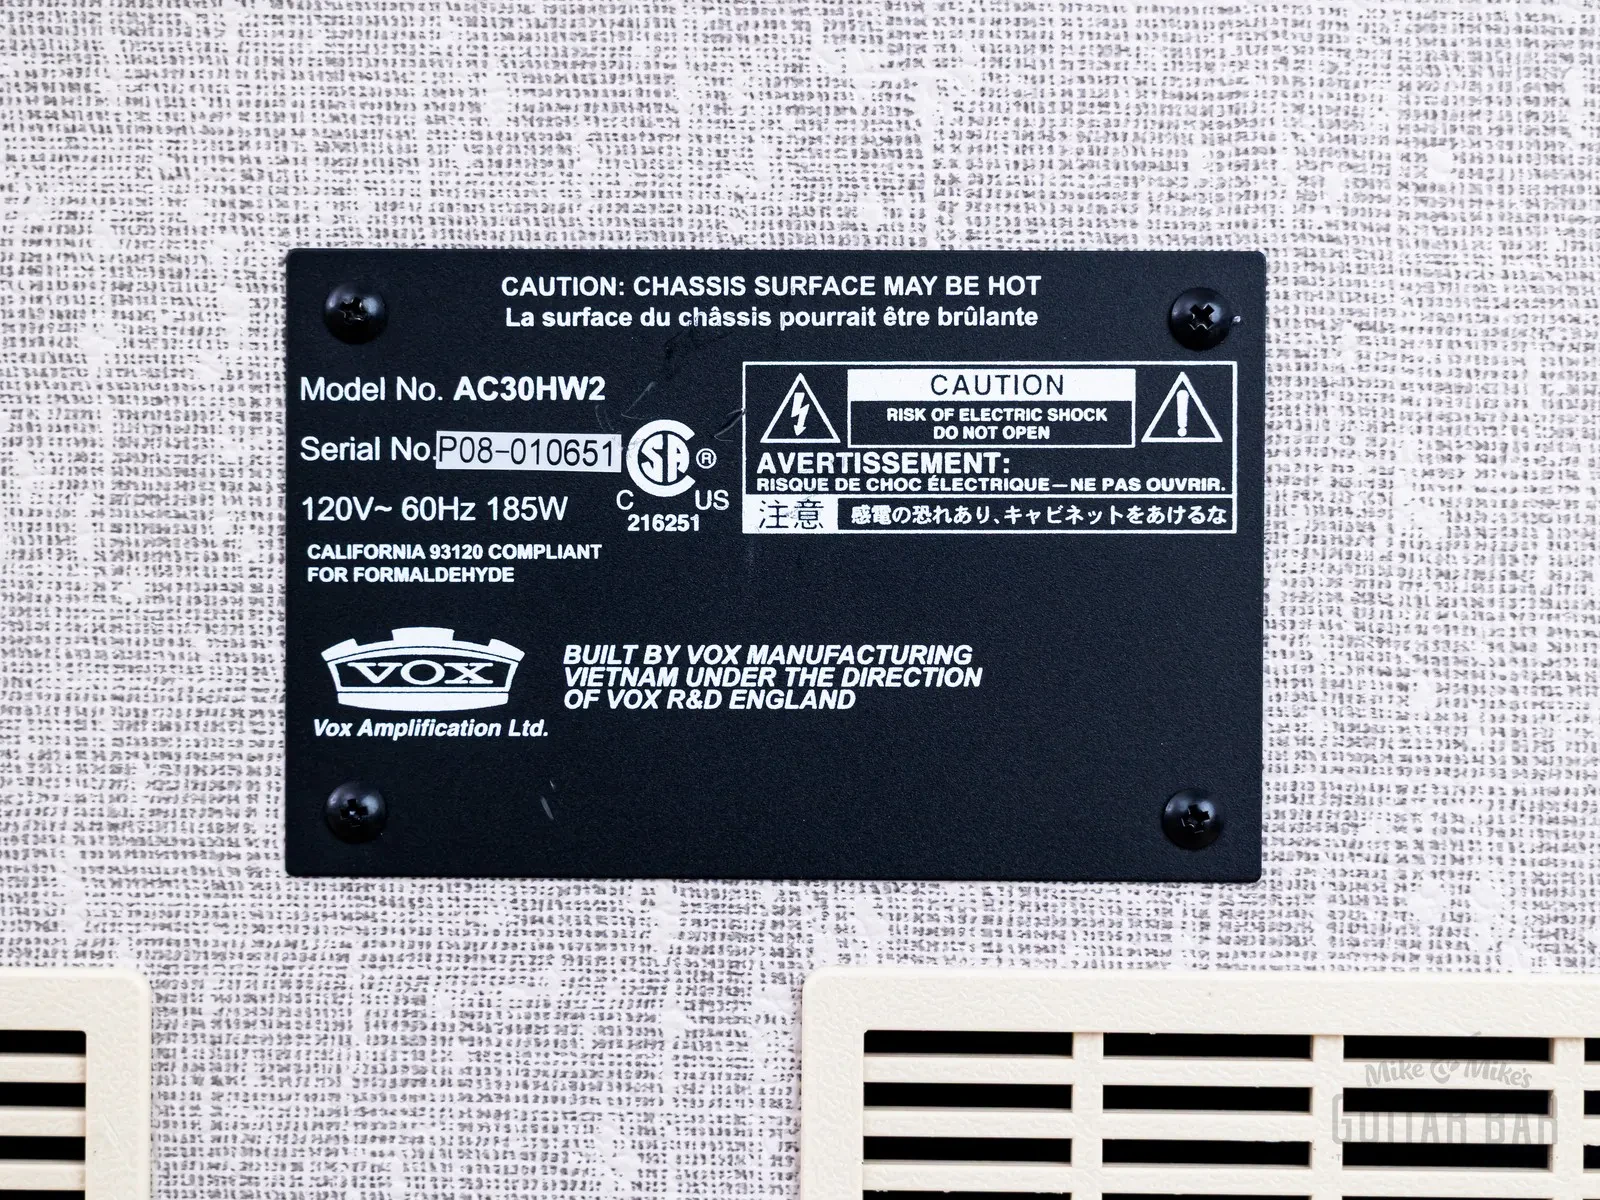 CAUTION: CHASSIS SURFACE MAY BE HOT
La surface du châssis pourrait être brûlante
Model No. AC30HW2
Serial No. P08-010651
120V~ 60Hz 185W
CALIFORNIA 93120 COMPLIANT
FOR FORMALDEHYDE
SA ®
C US
216251
CAUTION
RISK OF ELECTRIC SHOCK
DO NOT OPEN
AVERTISSEMENT:
RISQUE DE CHOC ÉLECTRIQUE—NE PAS OUVRIR.
注意 感電の恐れあり、キャビネットをあけるな
VOX
Vox Amplification Ltd.
BUILT BY VOX MANUFACTURING
VIETNAM UNDER THE DIRECTION
OF VOX R&D ENGLAND
Mike & Mike's
GUITAR BAR